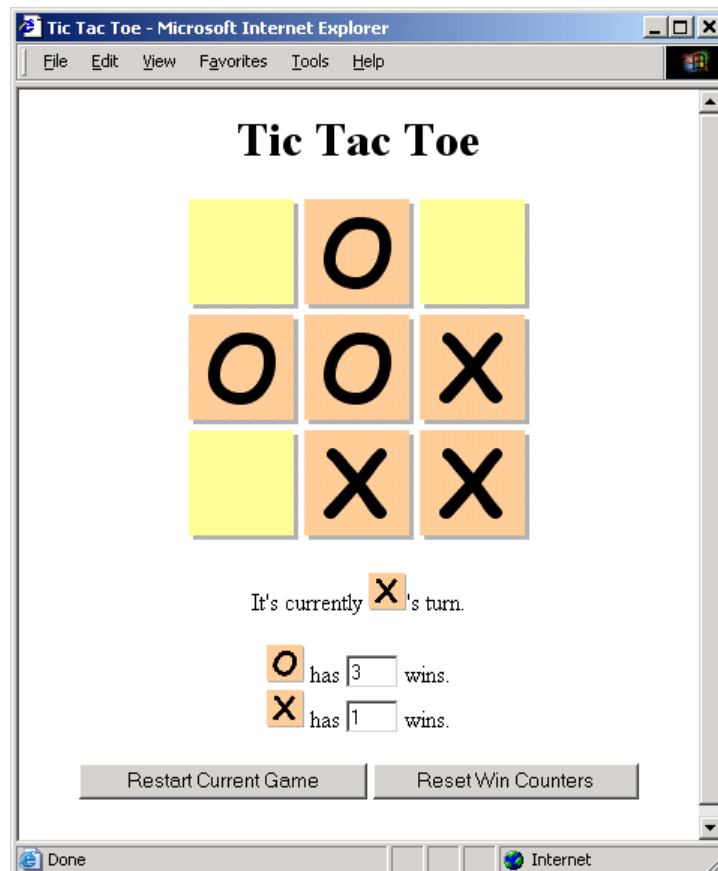 Tic Tac Toe - Microsoft Internet Explorer
File Edit View Favorites Tools Help
Tic Tac Toe
O
O O X
X X
It's currently X's turn.
O has 3 wins.
X has 1 wins.
Restart Current Game Reset Win Counters
Done Internet